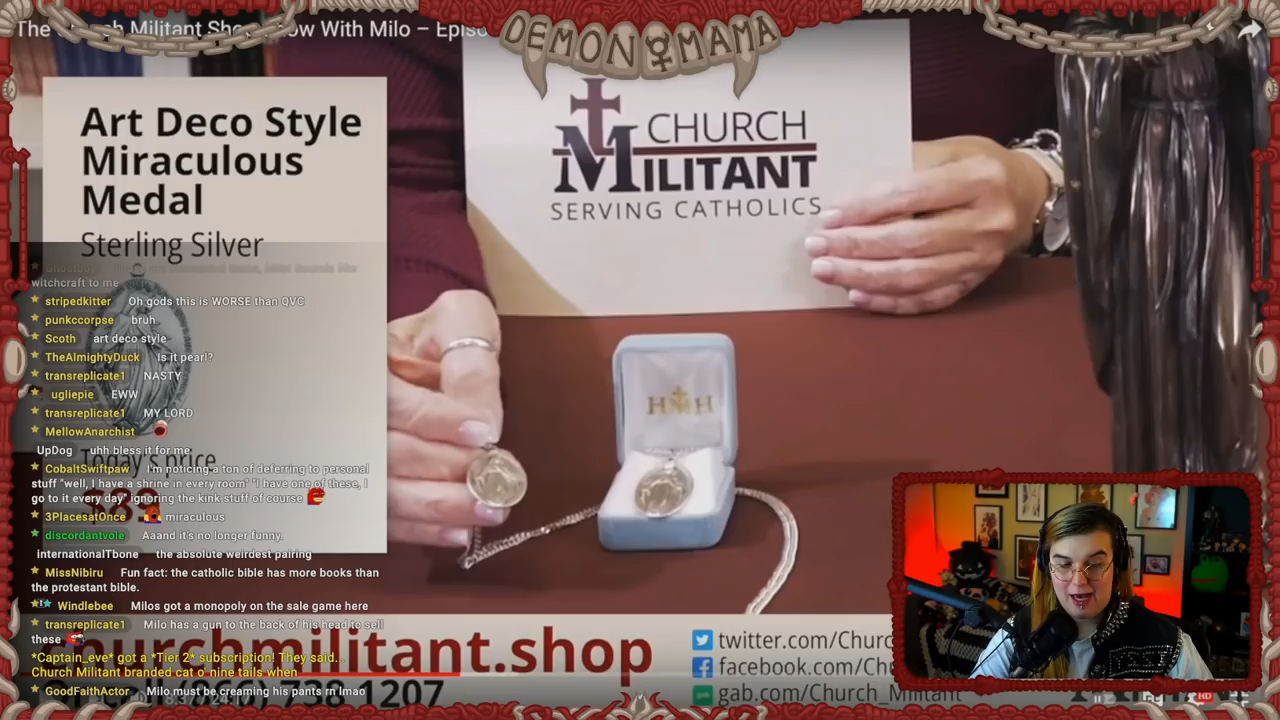 DEMON MAMA
The Church Militant Sho ow With Milo – Episo
Art Deco Style
Miraculous
Medal
Sterling Silver
CHURCH
MILITANT
SERVING CATHOLICS
H H
witchcraft to me
stripedkitter Oh gods this is WORSE than QVC
punkccorpse bruh
Scoth art deco style
TheAlmightyDuck Is it pearl?
transreplicate1 NASTY
ugliepie EWW
transreplicate1 MY LORD
MellowAnarchist
UpDog uhh bless it for me
Today's price
CobaltSwiftpaw I'm noticing a ton of deferring to personal
stuff "well, I have a shrine in every room" "I have one of these, I
go to it every day" ignoring the kink stuff of course
3PlacesatOnce miraculous
discordantvole Aaand it's no longer funny.
internationalTbone the absolute weirdest pairing
MissNibiru Fun fact: the catholic bible has more books than
the protestant bible.
Windlebee Milos got a monopoly on the sale game here
transreplicate1 Milo has a gun to the back of his head to sell
these
*Captain_eve* got a *Tier 2* subscription! They said...
Church Militant branded cat o' nine tails when
GoodFaithActor Milo must be creaming his pants rn lmao
churchmilitant.shop
738-1207
twitter.com/Churc
facebook.com/Ch
gab.com/Church_Militant
HD